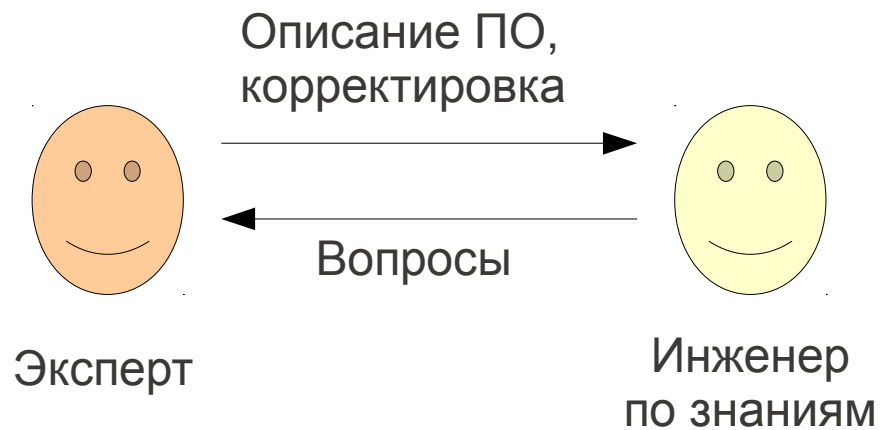 Описание ПО,
корректировка
Вопросы
Эксперт
Инженер
по знаниям